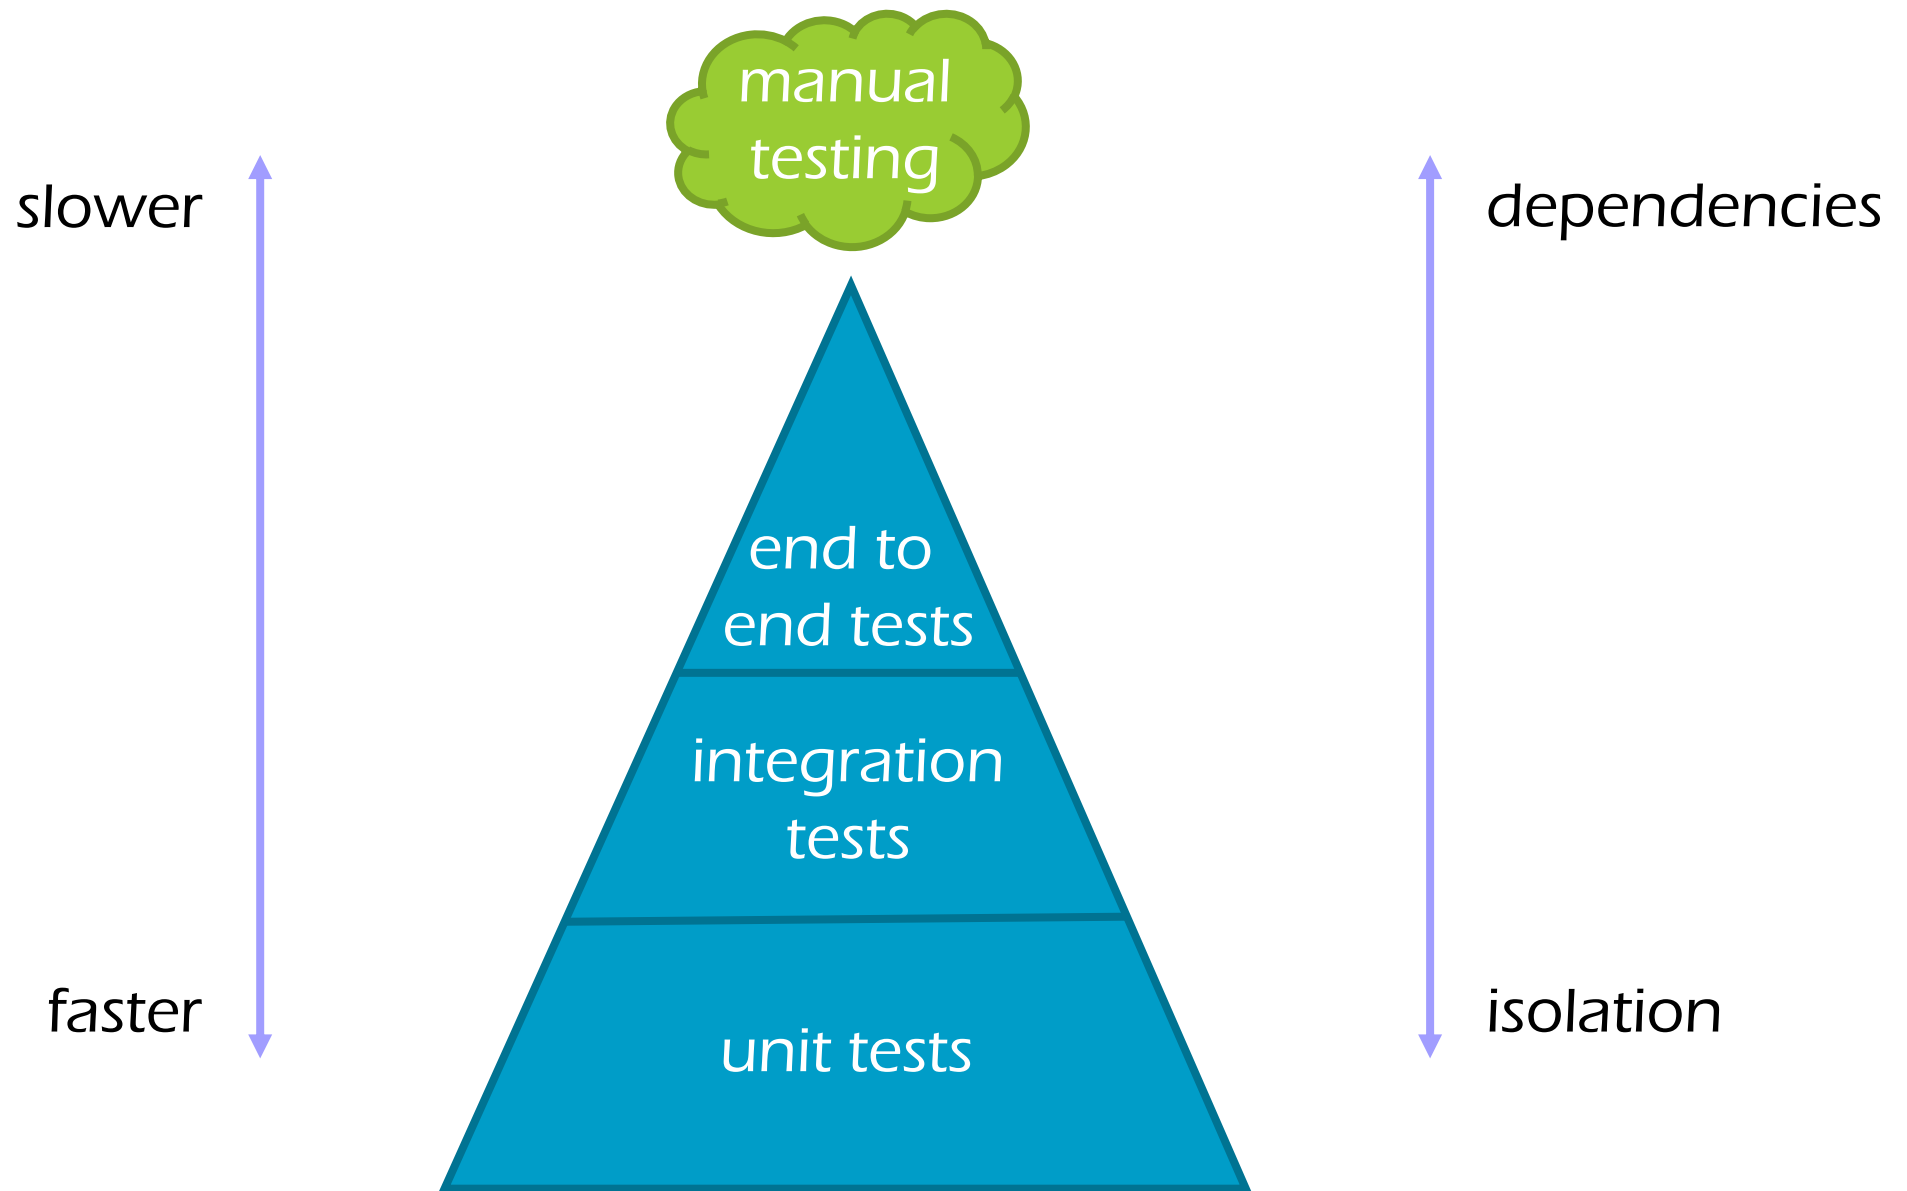 manual
testing
slower
dependencies
end to
end tests
integration
tests
faster
isolation
unit tests